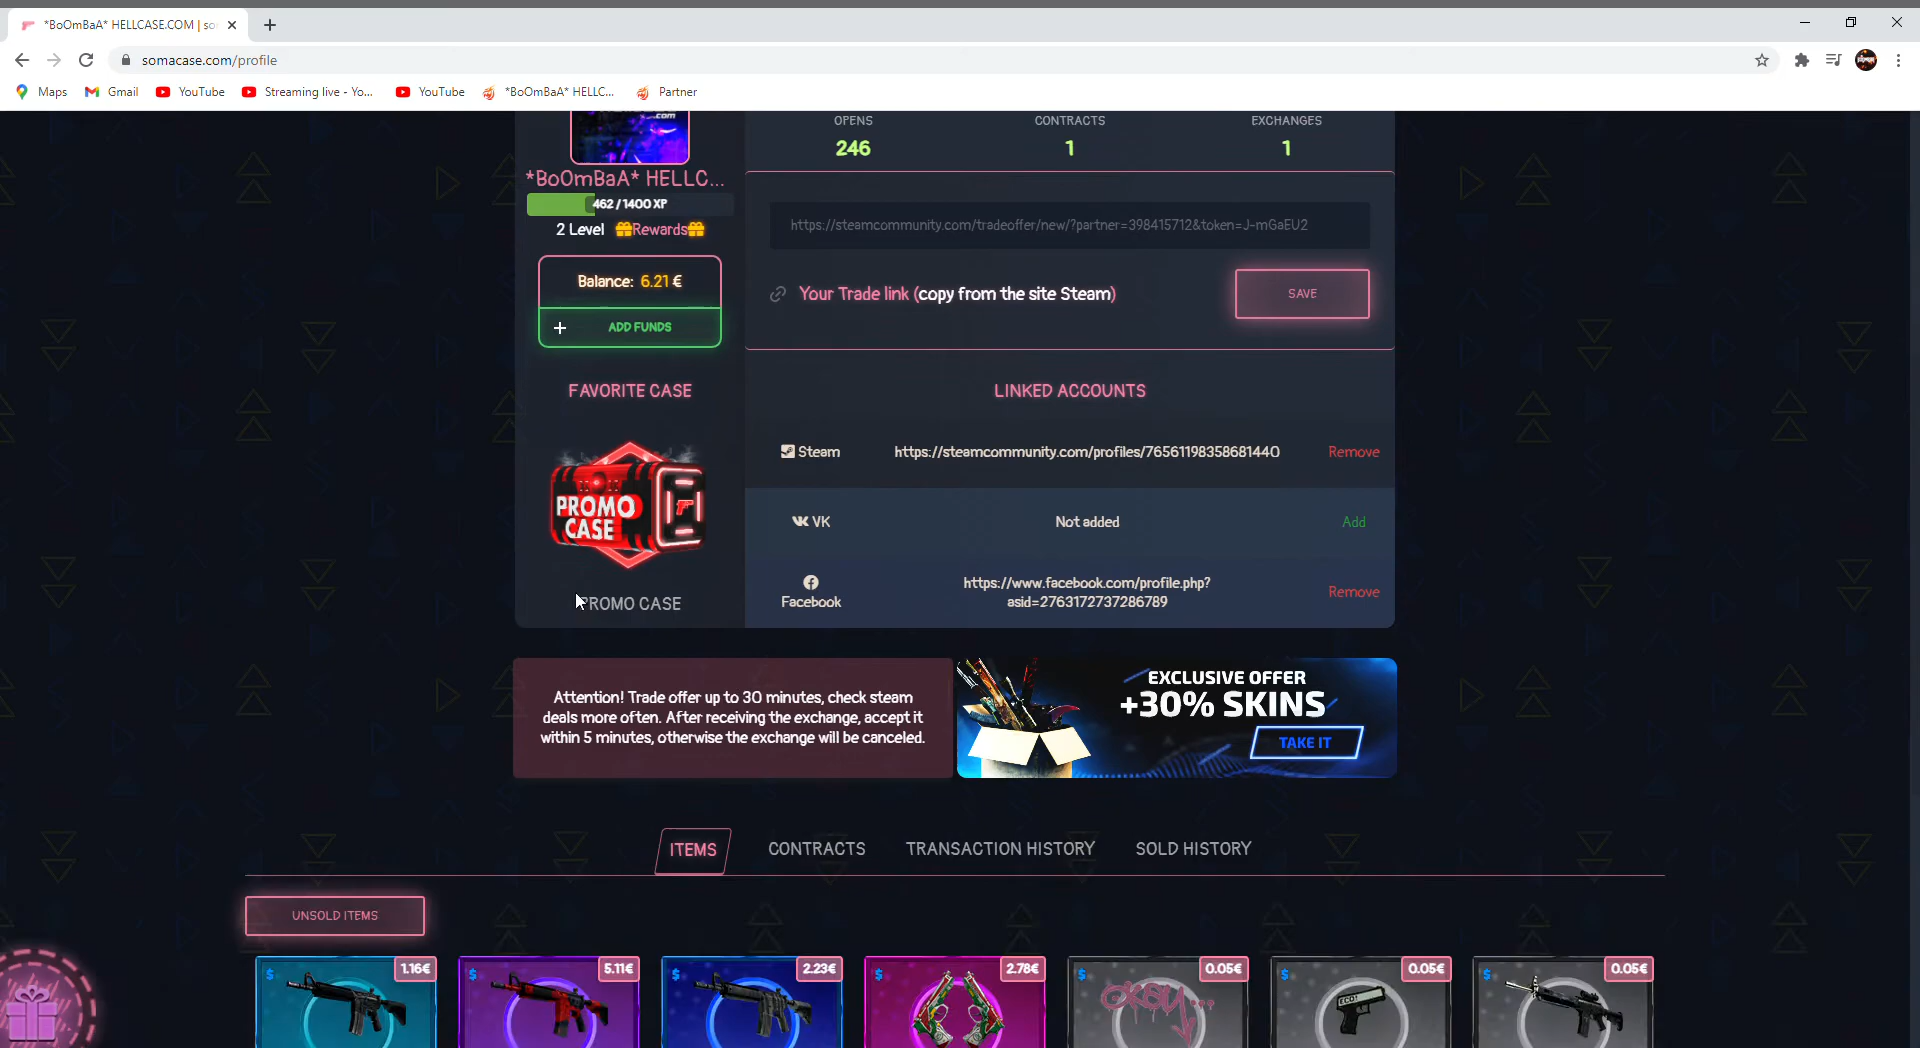 *BoOmBaA* HELLCASE.COM | so
somacase.com/profile
Maps
Gmail
YouTube
Streaming live - Yo...
YouTube
*BoOmBaA* HELLC...
Partner
.com
*BoOmBaA* HELLC...
462 / 1400 XP
2 Level
Rewards
Balance: 6.21 €
+ ADD FUNDS
OPENS
246
CONTRACTS
1
EXCHANGES
1
https://steamcommunity.com/tradeoffer/new/?partner=398415712&token=J-mGaEU2
Your Trade link (copy from the site Steam)
SAVE
FAVORITE CASE
PROMO
CASE
PROMO CASE
LINKED ACCOUNTS
Steam
https://steamcommunity.com/profiles/76561198358681440
Remove
VK
Not added
Add
Facebook
https://www.facebook.com/profile.php?
asid=2763172737286789
Remove
Attention! Trade offer up to 30 minutes, check steam
deals more often. After receiving the exchange, accept it
within 5 minutes, otherwise the exchange will be canceled.
EXCLUSIVE OFFER
+30% SKINS
TAKE IT
ITEMS
CONTRACTS
TRANSACTION HISTORY
SOLD HISTORY
UNSOLD ITEMS
$ 1.16€
$ 5.11€
$ 2.23€
$ 2.78€
$ 0.05€
$ 0.05€
$ 0.05€